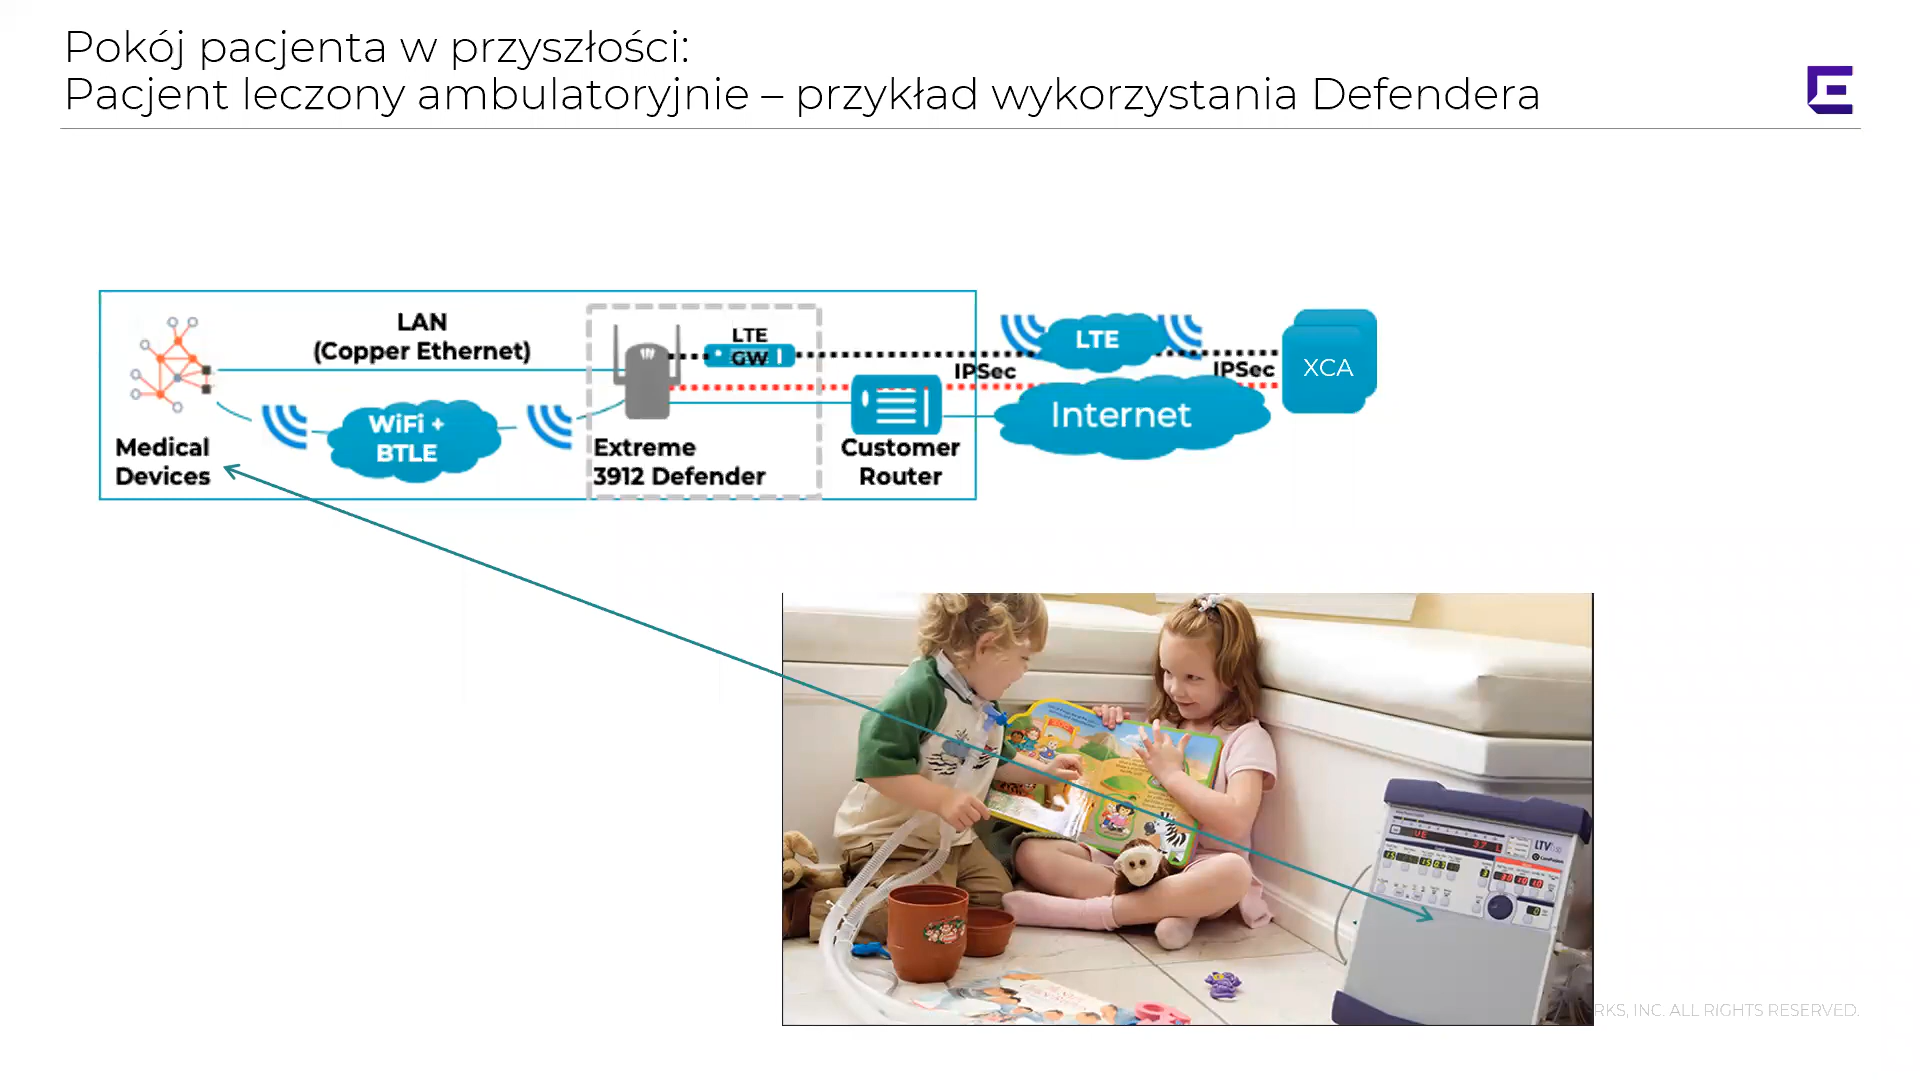 Pokój pacjenta w przyszłości:
Pacjent leczony ambulatoryjnie – przykład wykorzystania Defendera
LAN
(Copper Ethernet)
WiFi +
BTLE
Medical
Devices
LTE
GW
Extreme
3912 Defender
Customer
Router
IPSec
LTE
Internet
IPSec
XCA
LTV
RKS, INC. ALL RIGHTS RESERVED.